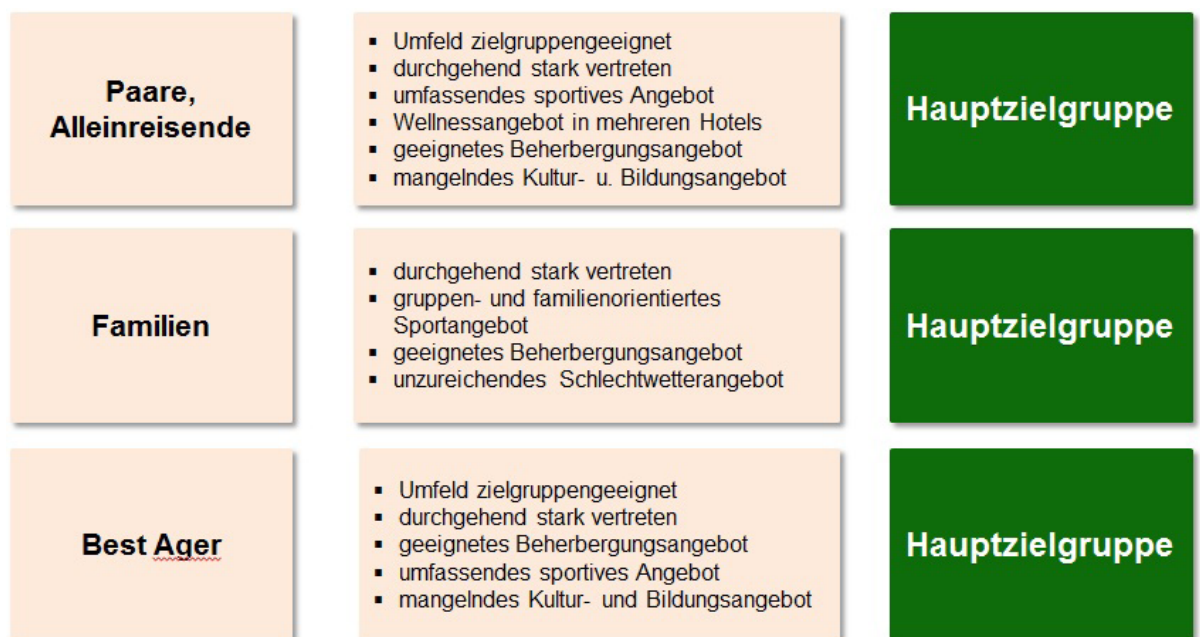 Paare,
Alleinreisende
▪ Umfeld zielgruppengeeignet
▪ durchgehend stark vertreten
▪ umfassendes sportives Angebot
▪ Wellnessangebot in mehreren Hotels
▪ geeignetes Beherbergungsangebot
▪ mangelndes Kultur- u. Bildungsangebot
Hauptzielgruppe
Familien
▪ durchgehend stark vertreten
▪ gruppen- und familienorientiertes
Sportangebot
▪ geeignetes Beherbergungsangebot
▪ unzureichendes Schlechtwetterangebot
Hauptzielgruppe
Best Ager
▪ Umfeld zielgruppengeeignet
▪ durchgehend stark vertreten
▪ geeignetes Beherbergungsangebot
▪ umfassendes sportives Angebot
▪ mangelndes Kultur- und Bildungsangebot
Hauptzielgruppe